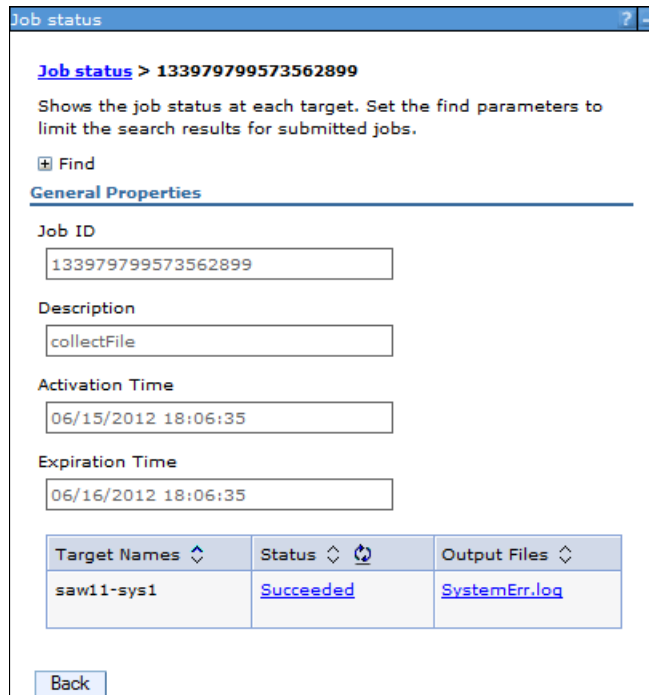 Job status ? -
Job status > 133979799573562899
Shows the job status at each target. Set the find parameters to
limit the search results for submitted jobs.
Find
General Properties
Job ID
133979799573562899
Description
collectFile
Activation Time
06/15/2012 18:06:35
Expiration Time
06/16/2012 18:06:35
Target Names Status Output Files
saw11-sys1 Succeeded SystemErr.log
Back